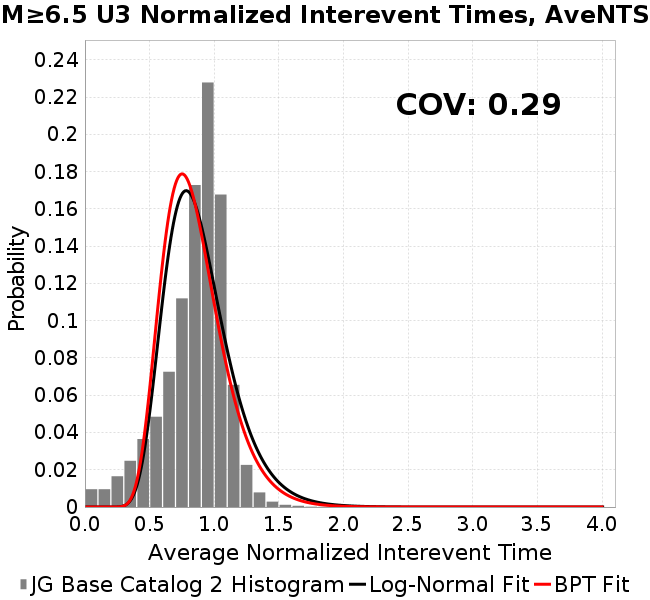 M≥6.5 U3 Normalized Interevent Times, AveNTS
COV: 0.29
Probability
0.24
0.22
0.2
0.18
0.16
0.14
0.12
0.1
0.08
0.06
0.04
0.02
0
0.0 0.5 1.0 1.5 2.0 2.5 3.0 3.5 4.0
Average Normalized Interevent Time
JG Base Catalog 2 Histogram Log-Normal Fit BPT Fit